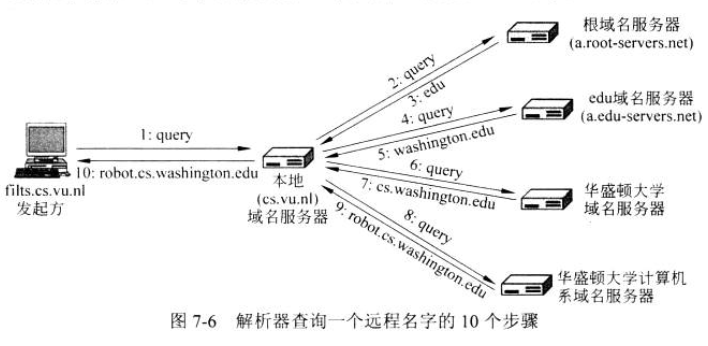 根域名服务器
(a.root-servers.net)
2: query
3: edu
edu域名服务器
(a.edu-servers.net)
4: query
5: washington.edu
1: query
10: robot.cs.washington.edu
filts.cs.vu.nl
发起方
本地
(cs.vu.nl)
域名服务器
6: query
7: cs.washington.edu
华盛顿大学
域名服务器
8: query
9: robot.cs.washington.edu
华盛顿大学计算机
系域名服务器
图 7-6 解析器查询一个远程名字的 10 个步骤